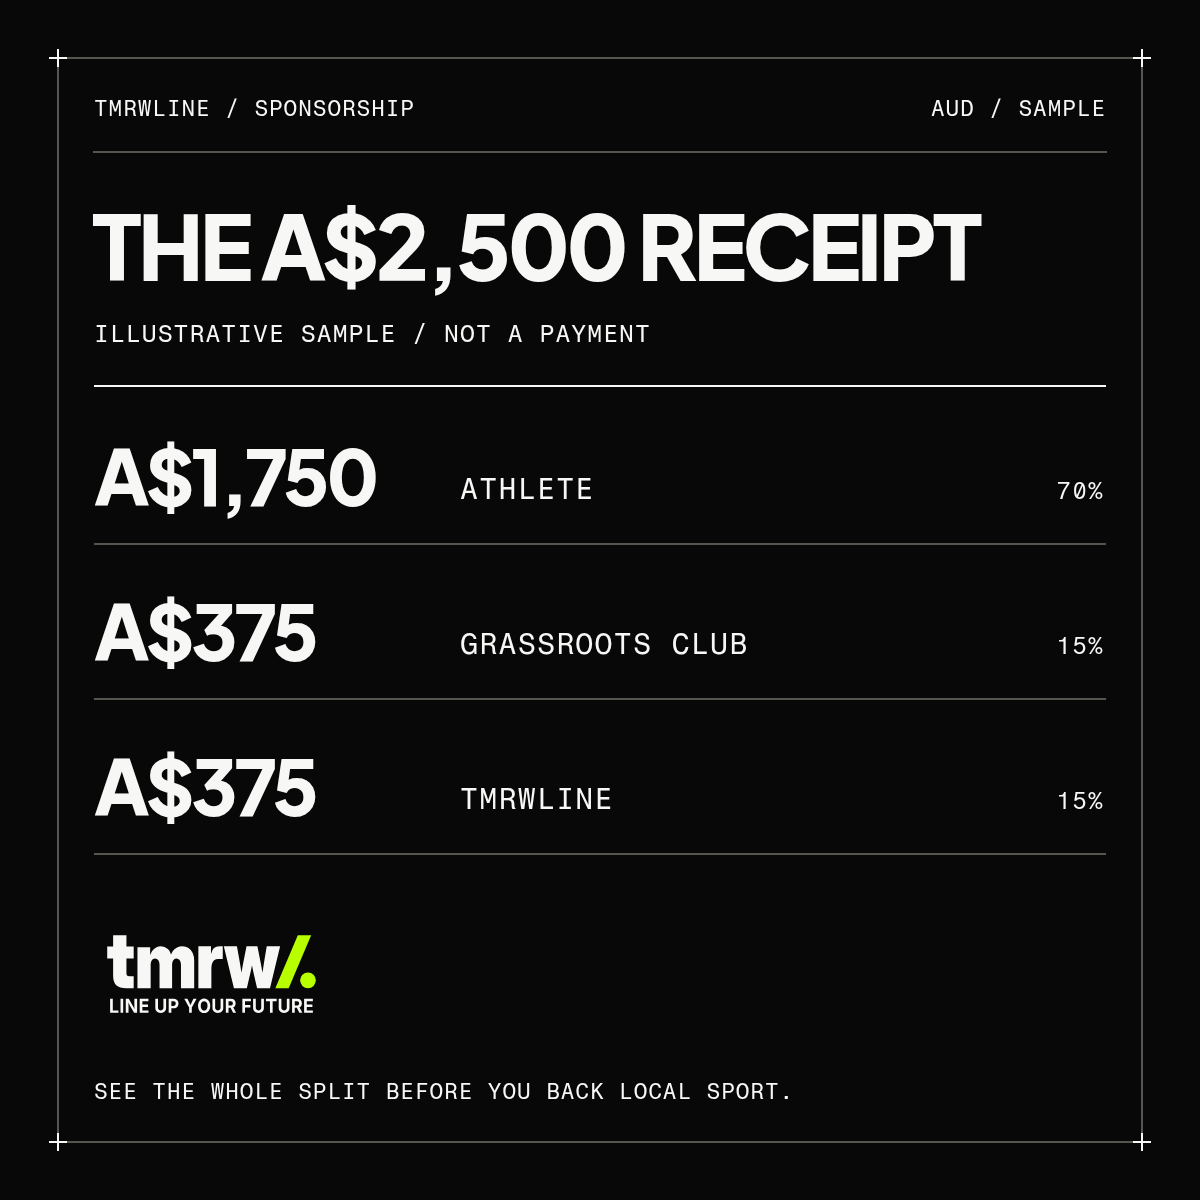 TMRWLINE / SPONSORSHIP AUD / SAMPLE
THE A$2,500 RECEIPT
ILLUSTRATIVE SAMPLE / NOT A PAYMENT
A$1,750 ATHLETE 70%
A$375 GRASSROOTS CLUB 15%
A$375 TMRWLINE 15%
tmrw/.
LINE UP YOUR FUTURE
SEE THE WHOLE SPLIT BEFORE YOU BACK LOCAL SPORT.